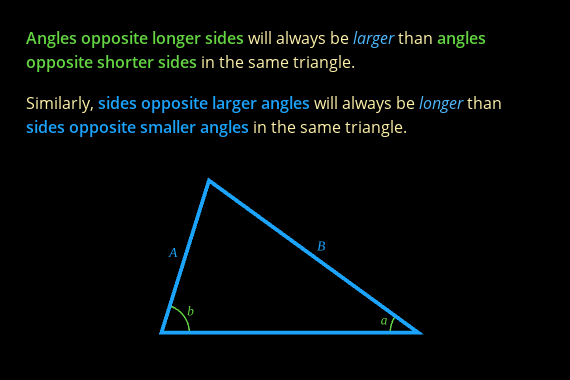 Angles opposite longer sides will always be larger than angles
opposite shorter sides in the same triangle.
Similarly, sides opposite larger angles will always be longer than
sides opposite smaller angles in the same triangle.
A
B
b
a